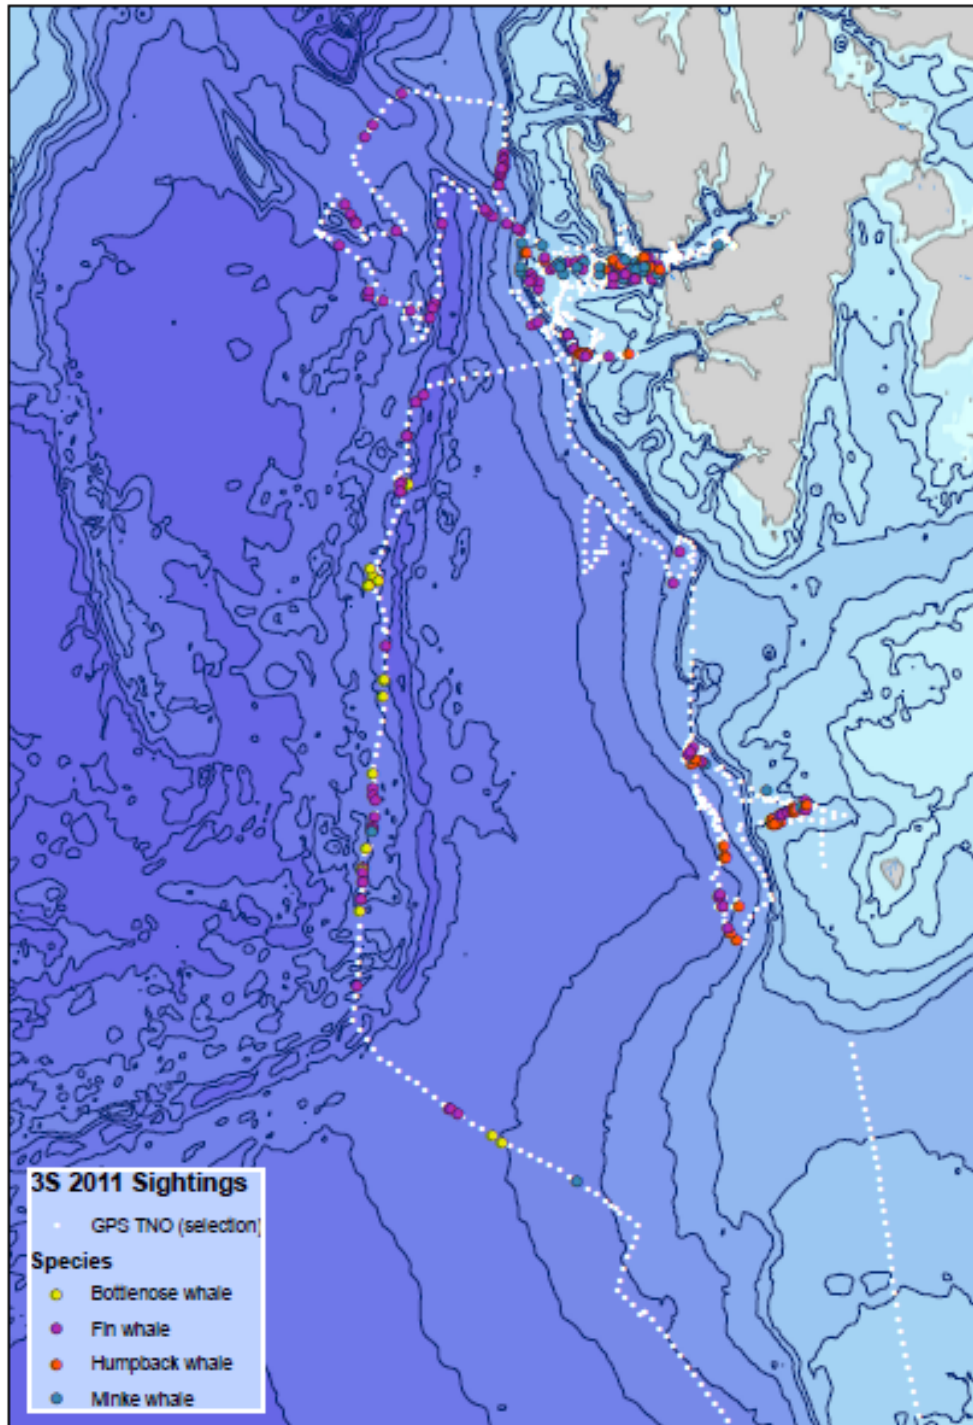 3S 2011 Sightings
GPS TNO (selection)
Species
Bottlenose whale
Fin whale
Humpback whale
Minke whale